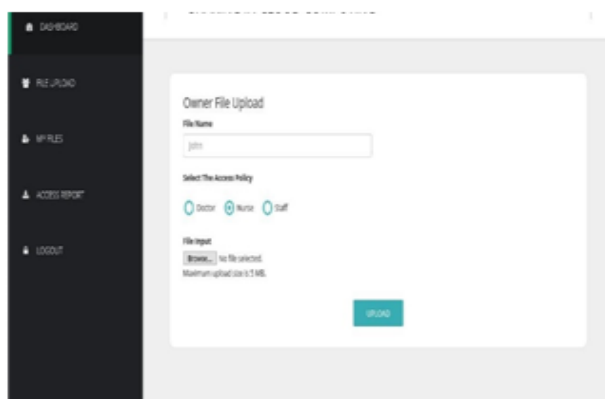 DASHBOARD
FILE UPLOAD
MY FILES
ACCESS REPORT
LOGOUT
Owner File Upload
File Name
John
Select The Access Policy
Doctor Nurse Staff
File Input
Browse... No file selected.
Maximum upload size is 5 MB.
UPLOAD